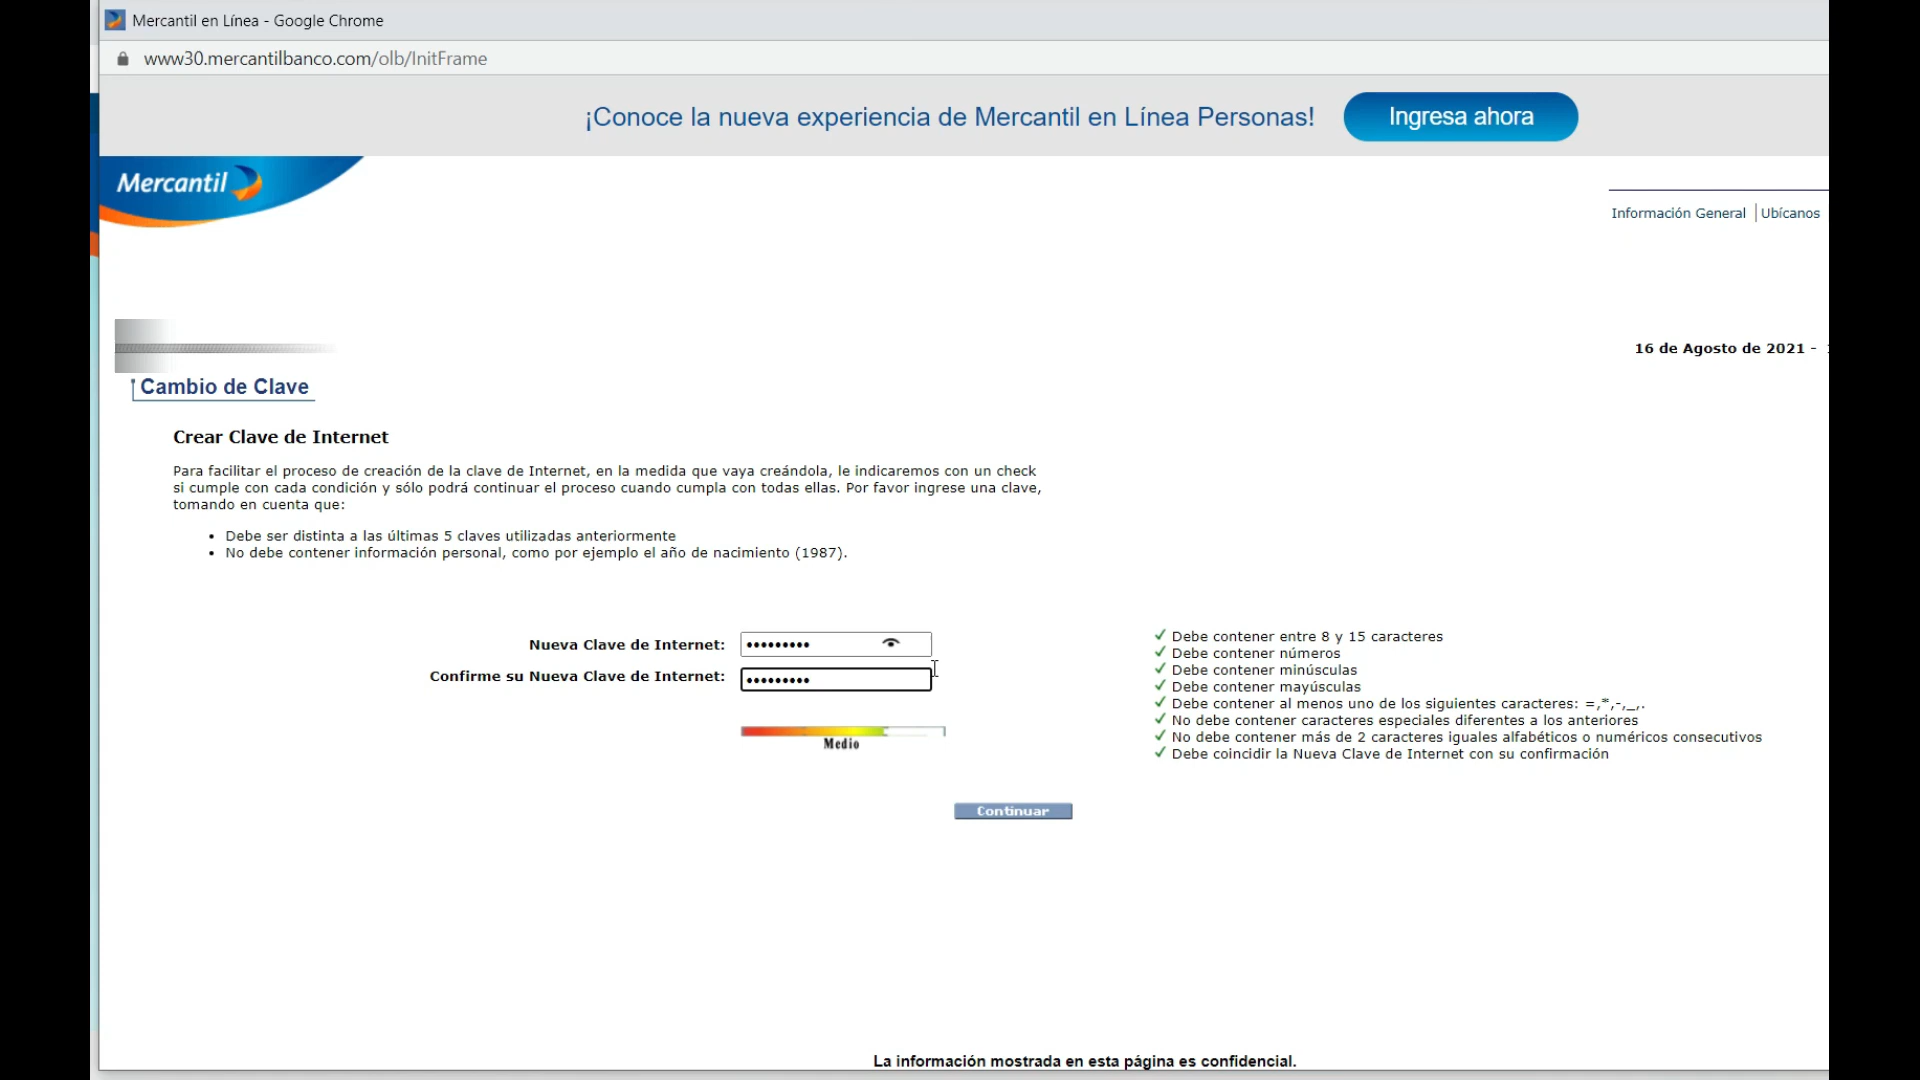 Mercantil en Línea - Google Chrome
www30.mercantilbanco.com/olb/InitFrame
¡Conoce la nueva experiencia de Mercantil en Línea Personas!
Ingresa ahora
Mercantil
Información General | Ubícanos
16 de Agosto de 2021 -
Cambio de Clave
Crear Clave de Internet
Para facilitar el proceso de creación de la clave de Internet, en la medida que vaya creándola, le indicaremos con un check
si cumple con cada condición y sólo podrá continuar el proceso cuando cumpla con todas ellas. Por favor ingrese una clave,
tomando en cuenta que:
• Debe ser distinta a las últimas 5 claves utilizadas anteriormente
• No debe contener información personal, como por ejemplo el año de nacimiento (1987).
Nueva Clave de Internet: •••••••••
Confirme su Nueva Clave de Internet: •••••••••
Medio
✓ Debe contener entre 8 y 15 caracteres
✓ Debe contener números
✓ Debe contener minúsculas
✓ Debe contener mayúsculas
✓ Debe contener al menos uno de los siguientes caracteres: =,*,-,_,.
✓ No debe contener caracteres especiales diferentes a los anteriores
✓ No debe contener más de 2 caracteres iguales alfabéticos o numéricos consecutivos
✓ Debe coincidir la Nueva Clave de Internet con su confirmación
Continuar
La información mostrada en esta página es confidencial.